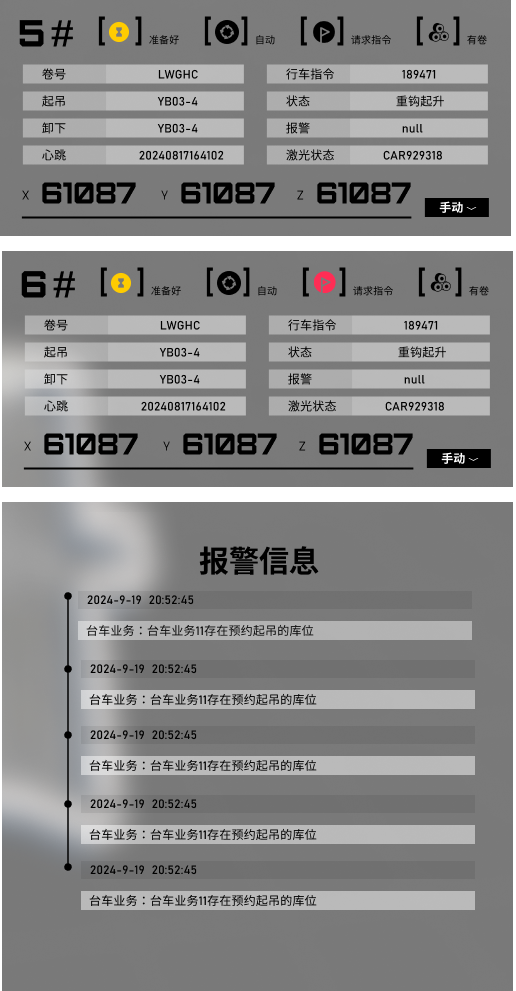 5# [ ] 准备好 [ ] 自动 [ ] 请求指令 [ ] 有卷
卷号 LWGHC 行车指令 189471
起吊 YB03-4 状态 重钩起升
卸下 YB03-4 报警 null
心跳 20240817164102 激光状态 CAR929318
X 61087 Y 61087 Z 61087 手动
6# [ ] 准备好 [ ] 自动 [ ] 请求指令 [ ] 有卷
卷号 LWGHC 行车指令 189471
起吊 YB03-4 状态 重钩起升
卸下 YB03-4 报警 null
心跳 20240817164102 激光状态 CAR929318
X 61087 Y 61087 Z 61087 手动
报警信息
2024-9-19 20:52:45
台车业务：台车业务11存在预约起吊的库位
2024-9-19 20:52:45
台车业务：台车业务11存在预约起吊的库位
2024-9-19 20:52:45
台车业务：台车业务11存在预约起吊的库位
2024-9-19 20:52:45
台车业务：台车业务11存在预约起吊的库位
2024-9-19 20:52:45
台车业务：台车业务11存在预约起吊的库位